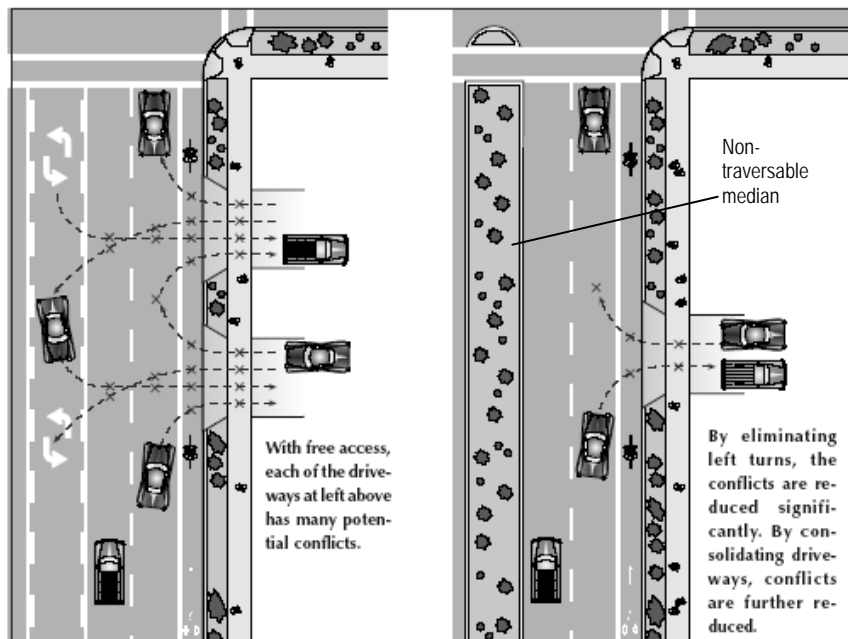 With free access,
each of the drive-
ways at left above
has many poten-
tial conflicts.
Non-
traversable
median
By eliminating
left turns, the
conflicts are re-
duced signifi-
cantly. By con-
solidating drive-
ways, conflicts
are further re-
duced.